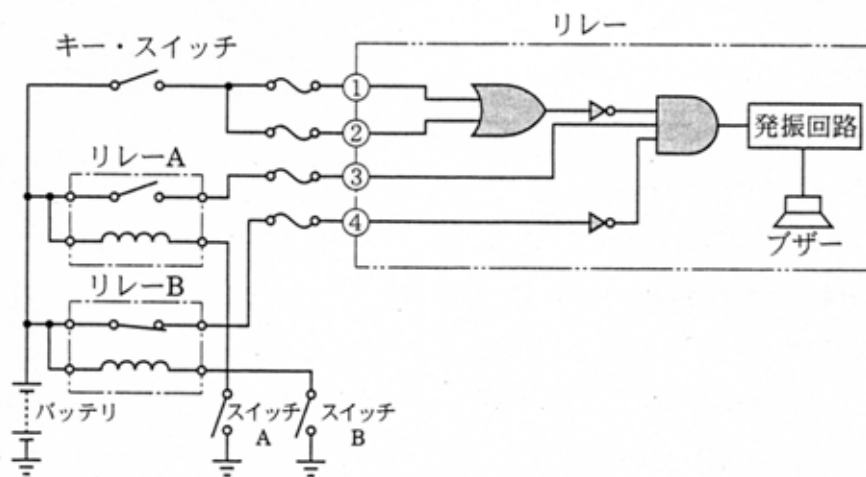 リレー
キー・スイッチ
①
②
発振回路
リレーA
③
④
ブザー
リレーB
バッテリ
スイッチ
A
スイッチ
B